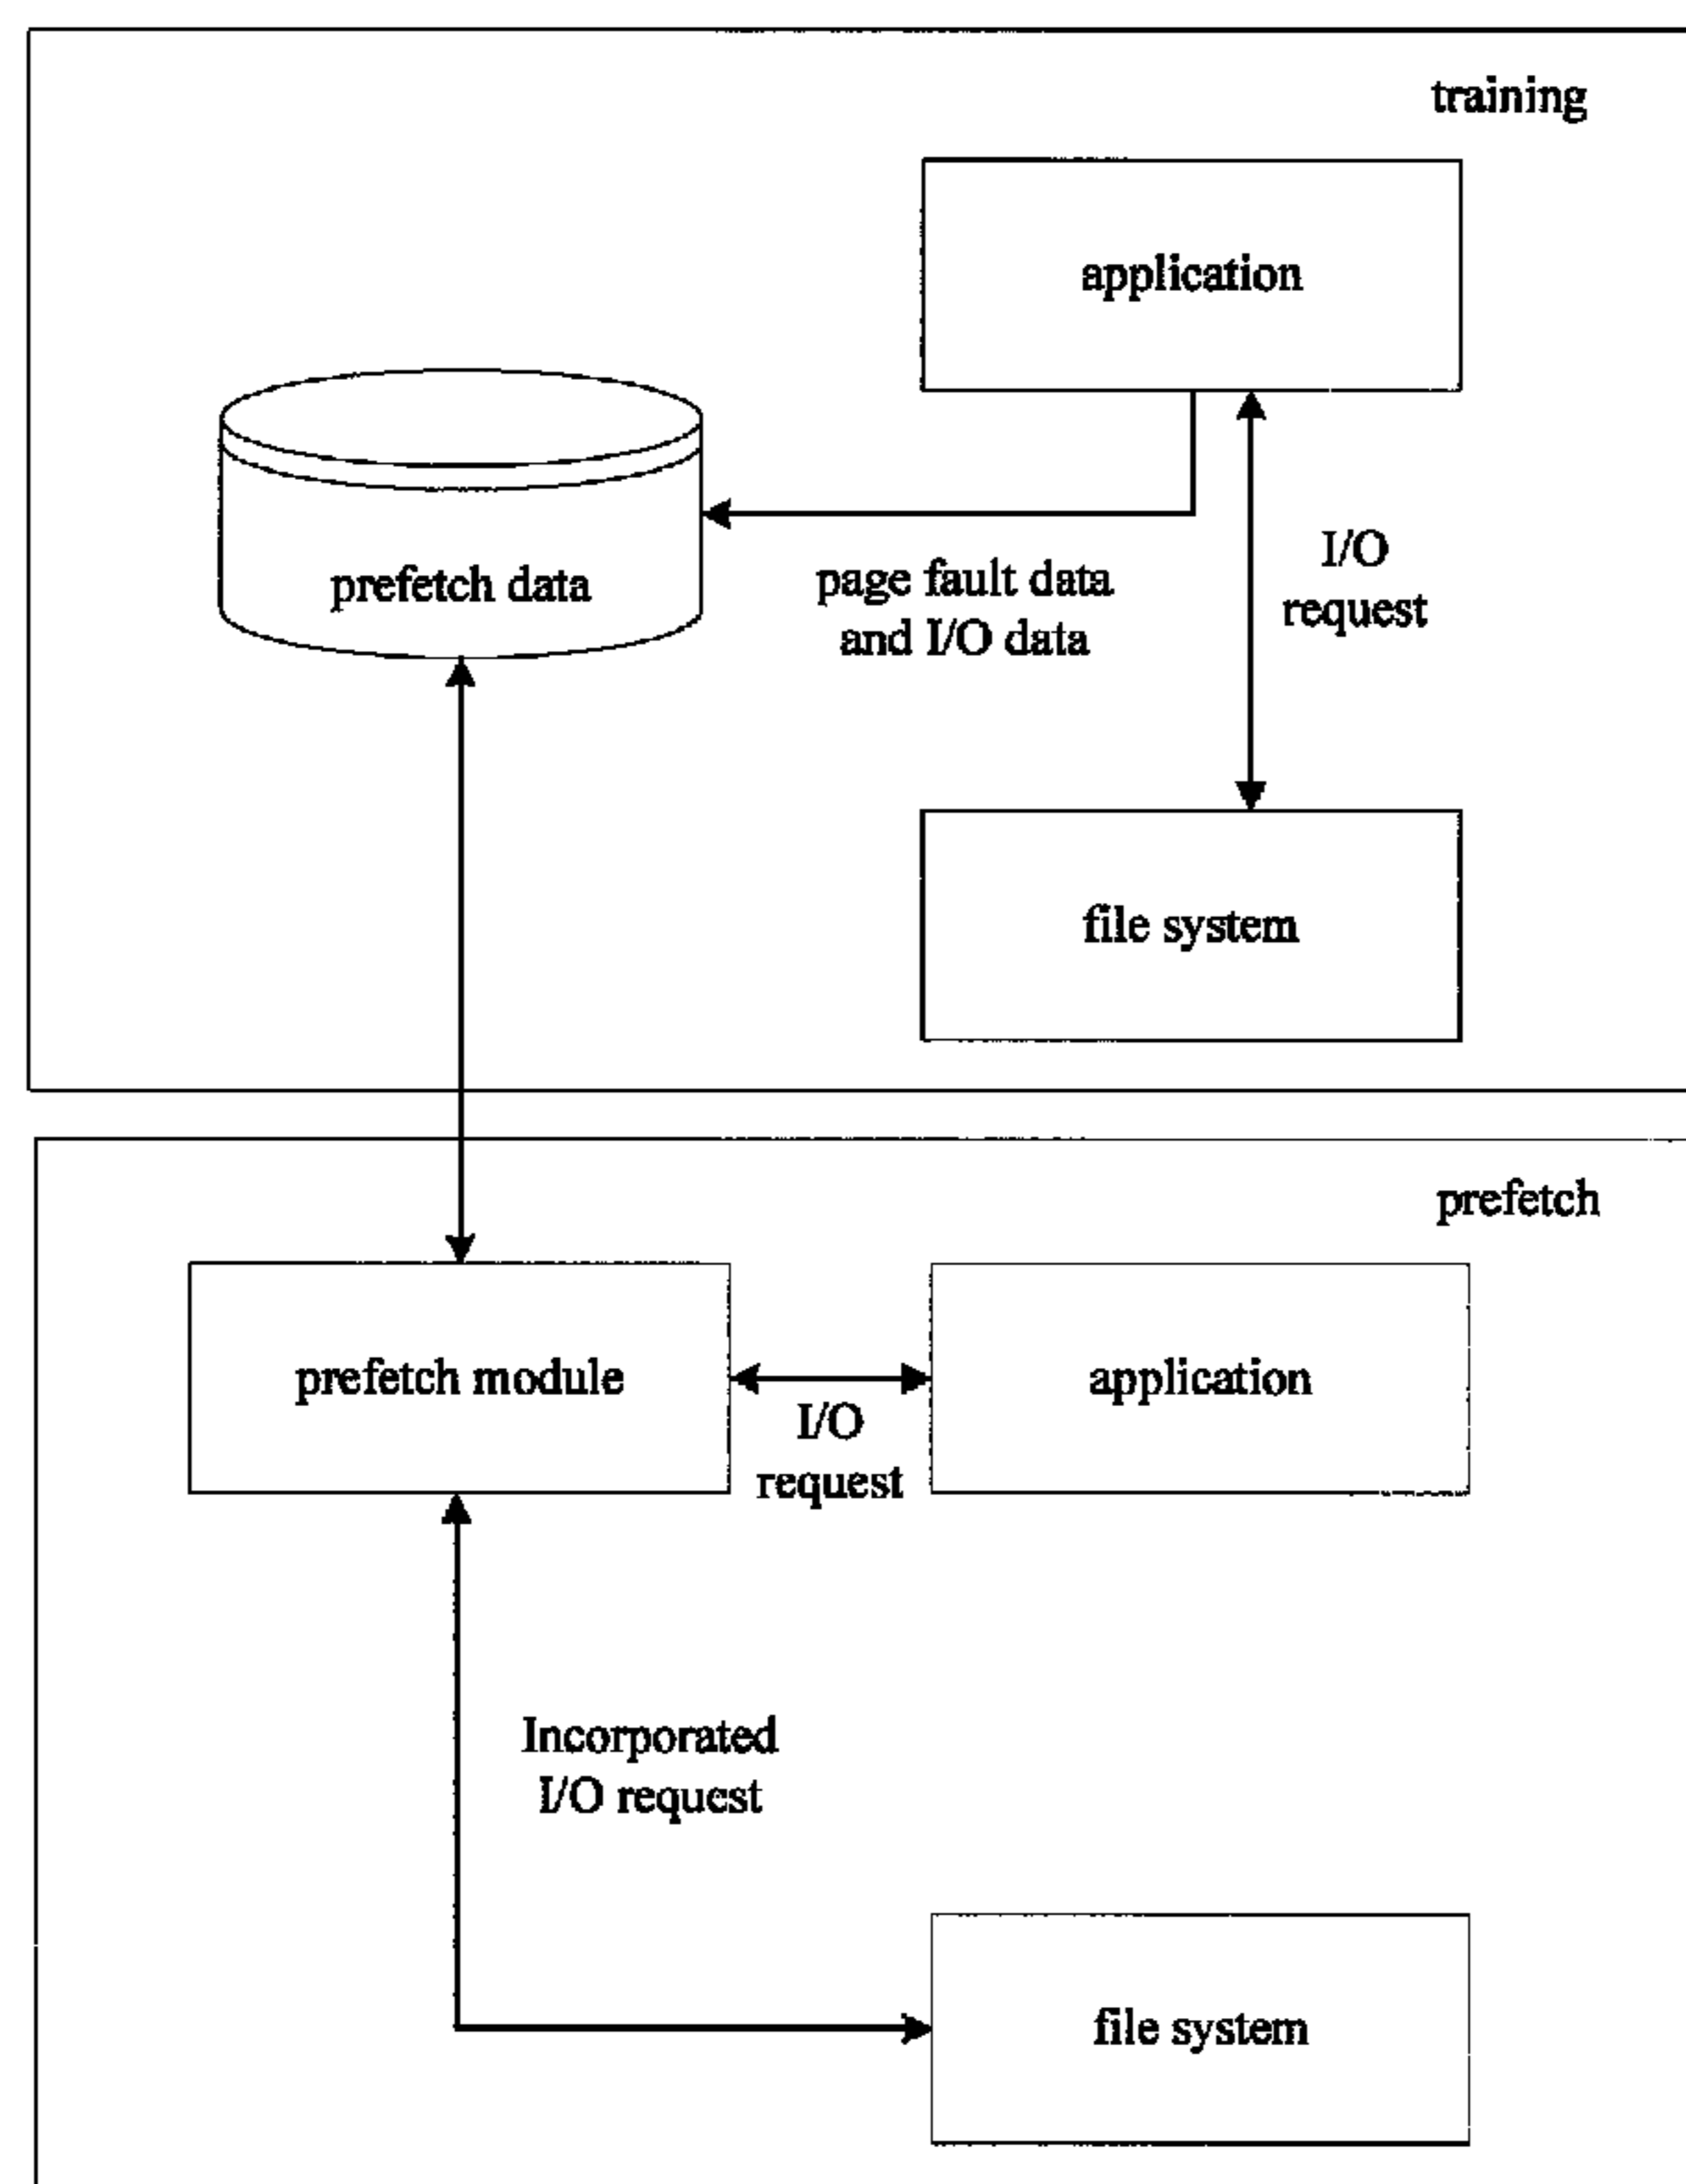 training
application
prefetch data
page fault data
and I/O data
I/O
request
file system
prefetch
prefetch module
application
I/O
request
Incorporated
I/O request
file system